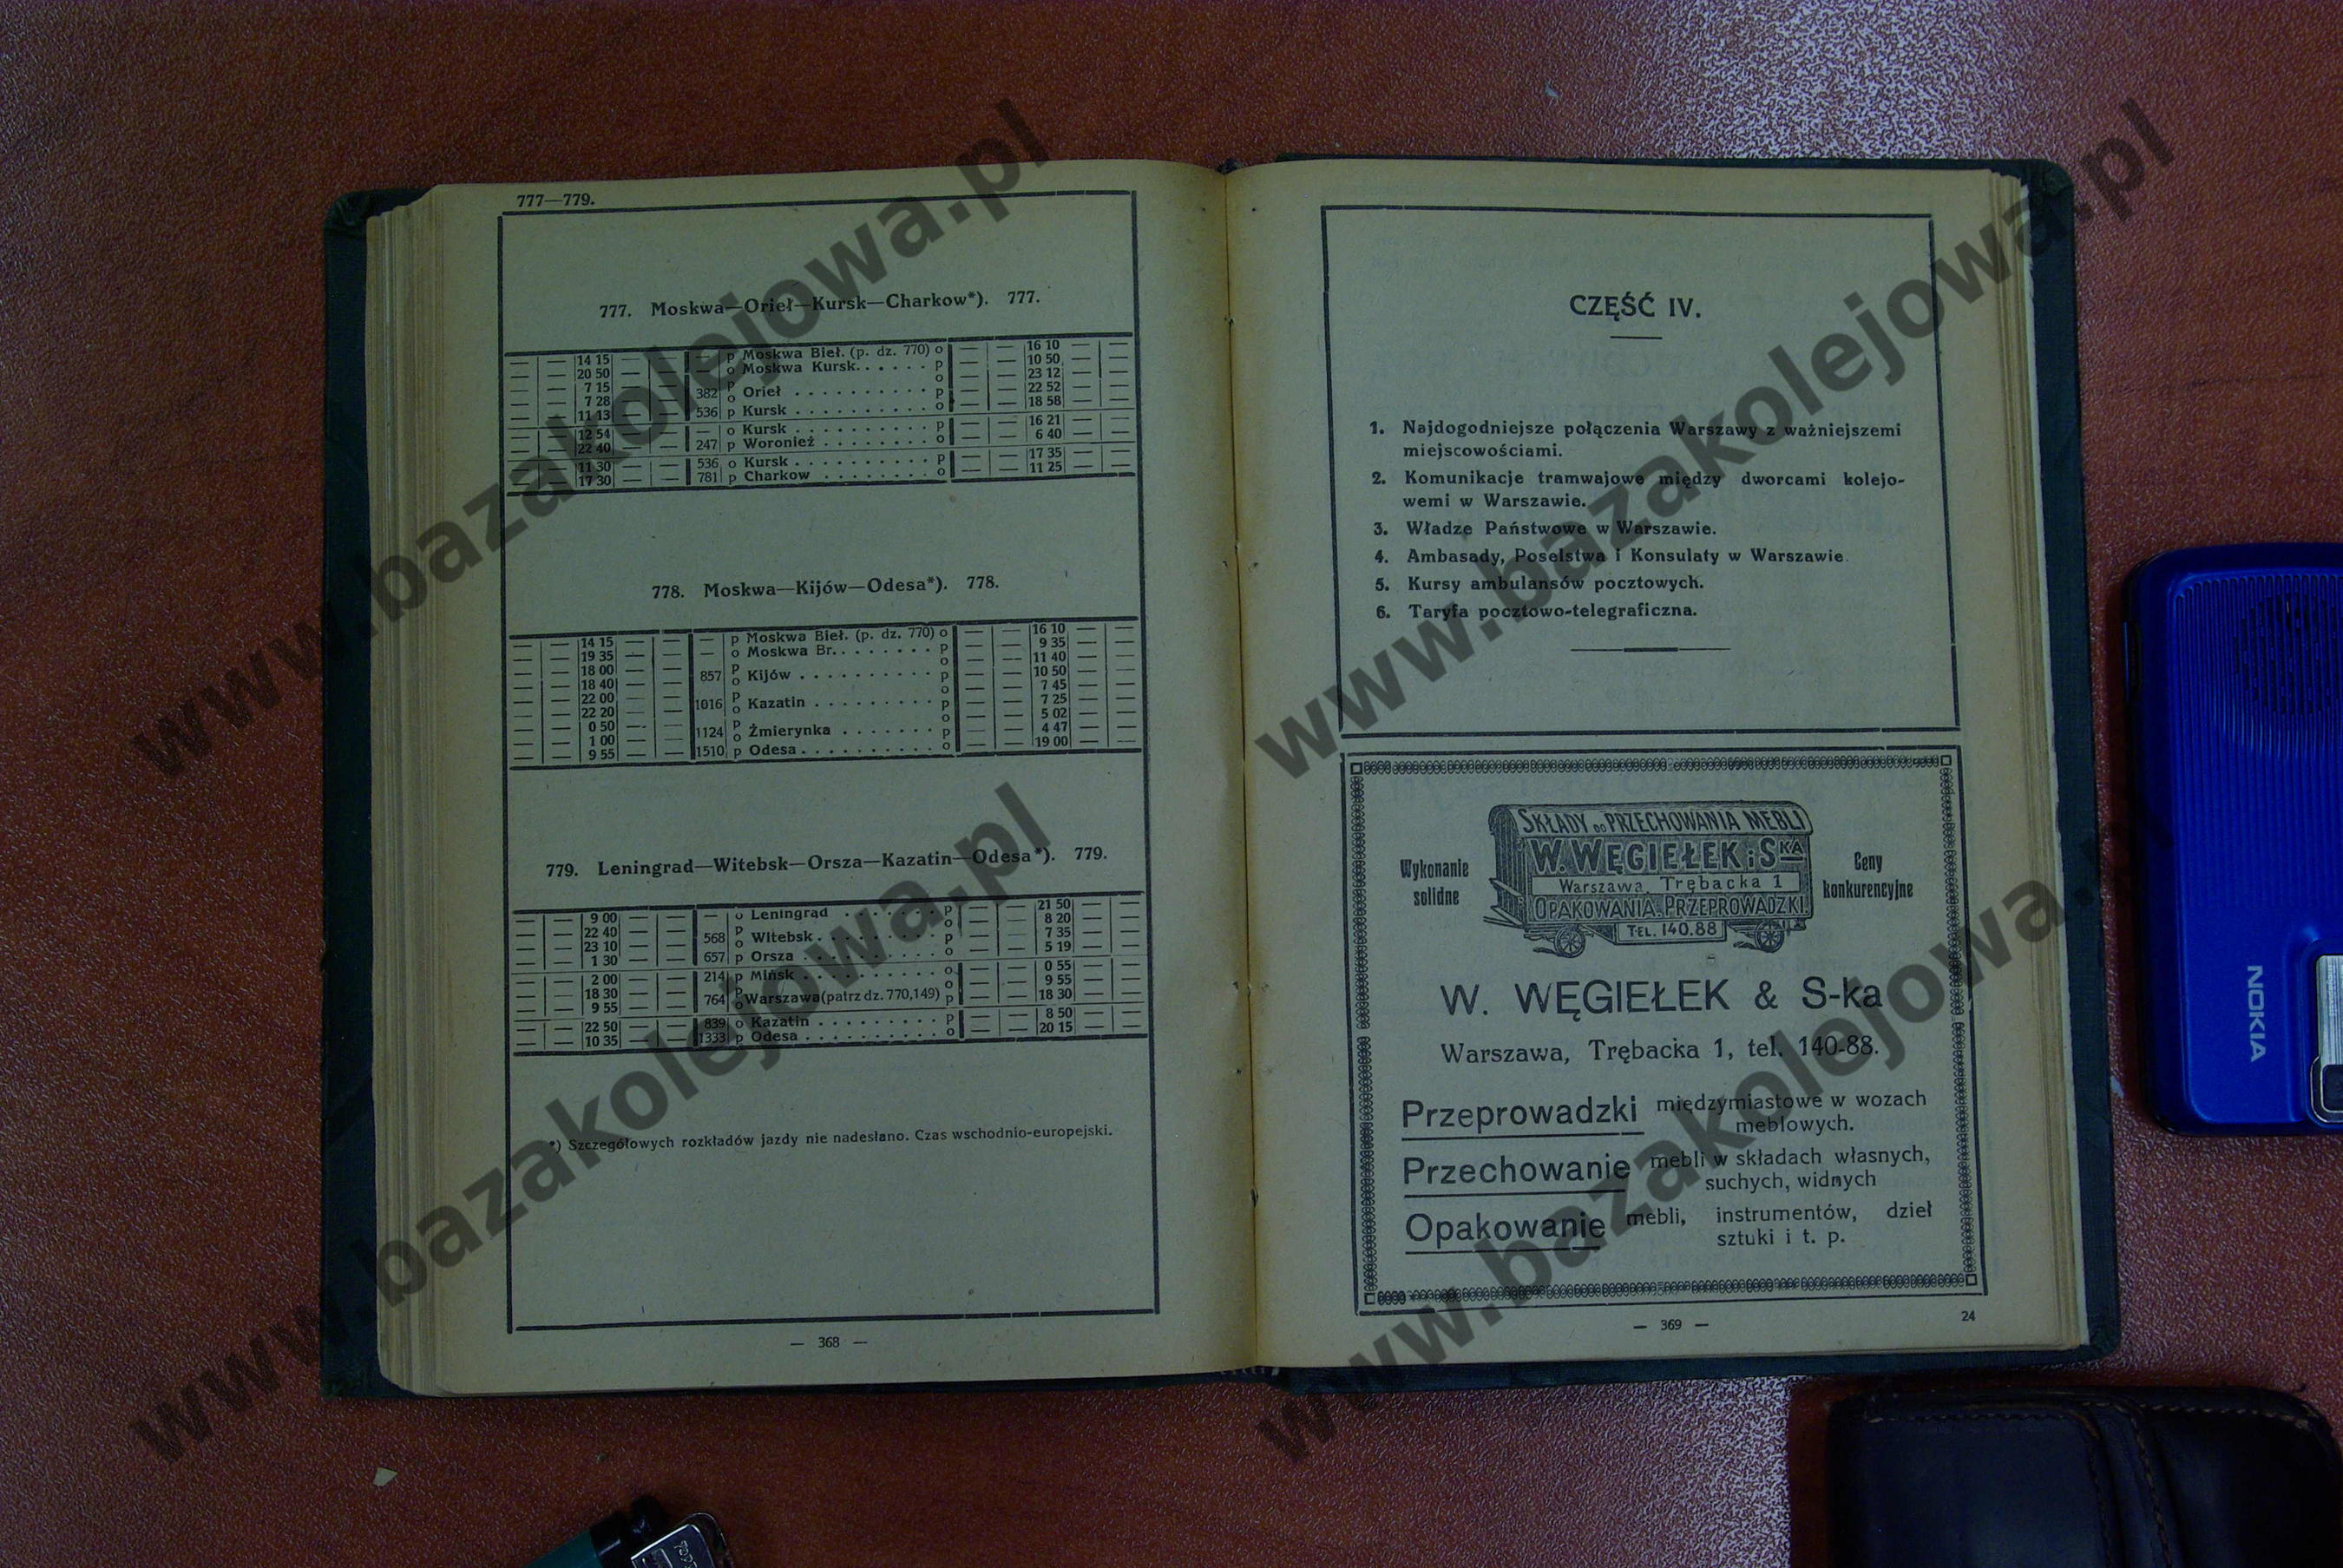 777—779.
777. Moskwa—Orieł—Kursk—Charkow*). 777.
— — 14 15 — — — p Moskwa Bieł. (p. dz. 770) o — — 16 10 — —
— — 20 50 — — — o Moskwa Kursk. . . . . . p — — 10 50 — —
— — 7 15 — — 382 p Orieł . . . . . . . . . . o — — 23 12 — —
— — 7 28 — — o p — — 22 52 — —
— — 11 13 — — 536 p Kursk . . . . . . . . . . o — — 18 58 — —
— — 12 54 — — — o Kursk . . . . . . . . . . p — — 16 21 — —
— — 22 40 — — 247 p Woronież . . . . . . . . o — — 6 40 — —
— — 11 30 — — 536 o Kursk . . . . . . . . . . p — — 17 35 — —
— — 17 30 — — 781 p Charkow . . . . . . . . o — — 11 25 — —
778. Moskwa—Kijów—Odesa*). 778.
— — 14 15 — — — p Moskwa Bieł. (p. dz. 770) o — — 16 10 — —
— — 19 35 — — — o Moskwa Br. . . . . . . . p — — 9 35 — —
— — 18 00 — — 857 p Kijów . . . . . . . . . . o — — 11 40 — —
— — 18 40 — — o p — — 10 50 — —
— — 22 00 — — 1016 p Kazatin . . . . . . . . . o — — 7 45 — —
— — 22 20 — — o p — — 7 25 — —
— — 0 50 — — 1124 p Żmierynka . . . . . . . o — — 5 02 — —
— — 1 00 — — o p — — 4 47 — —
— — 9 55 — — 1510 p Odesa . . . . . . . . . . o — — 19 00 — —
779. Leningrad—Witebsk—Orsza—Kazatin—Odesa*). 779.
— — 9 00 — — — o Leningrad . . . . . . . p — — 21 50 — —
— — 22 40 — — 568 p Witebsk . . . . . . . . . o — — 8 20 — —
— — 23 10 — — o p — — 7 35 — —
— — 1 30 — — 657 p Orsza . . . . . . . . . . o — — 5 19 — —
— — 2 00 — — 214 p Mińsk . . . . . . . . . . o — — 0 55 — —
— — 18 30 — — 764 p Warszawa (patrz dz. 770,149) o — — 9 55 — —
— — 9 55 — — o p — — 18 30 — —
— — 22 50 — — 839 o Kazatin . . . . . . . . . p — — 8 50 — —
— — 10 35 — — 1333 p Odesa . . . . . . . . . . o — — 20 15 — —
*) Szczegółowych rozkładów jazdy nie nadesłano. Czas wschodnio-europejski.
— 368 —
CZĘŚĆ IV.
1. Najdogodniejsze połączenia Warszawy z ważniejszemi
miejscowościami.
2. Komunikacje tramwajowe między dworcami kolejo-
wemi w Warszawie.
3. Władze Państwowe w Warszawie.
4. Ambasady, Poselstwa i Konsulaty w Warszawie.
5. Kursy ambulansów pocztowych.
6. Taryfa pocztowo-telegraficzna.
Wykonanie
solidne
SKŁADY DO PRZECHOWANIA MEBLI
W. WĘGIEŁEK i SKA
Warszawa, Trębacka 1
OPAKOWANIA. PRZEPROWADZKI
TEL. 140.88
Ceny
konkurencyjne
W. WĘGIEŁEK & S-ka
Warszawa, Trębacka 1, tel. 140-88.
Przeprowadzki międzymiastowe w wozach
meblowych.
Przechowanie mebli w składach własnych,
suchych, widnych
Opakowanie mebli, instrumentów, dzieł
sztuki i t. p.
— 369 —
24
NOKIA
www.bazakolejowa.pl
www.bazakolejowa.pl
www.bazakolejowa.pl
www.bazakolejowa.pl